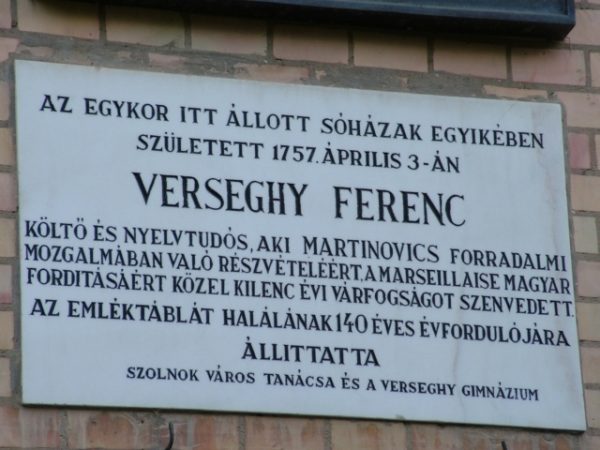 AZ EGYKOR ITT ÁLLOTT SÓHÁZAK EGYIKÉBEN
SZÜLETETT 1757. ÁPRILIS 3-ÁN
VERSEGHY FERENC
KÖLTŐ ÉS NYELVTUDÓS, AKI MARTINOVICS FORRADALMI
MOZGALMÁBAN VALÓ RÉSZVÉTELÉÉRT, A MARSEILLAISE MAGYAR
FORDITÁSAÉRT KÖZEL KILENC ÉVI VÁRFOGSÁGOT SZENVEDETT.
AZ EMLÉKTÁBLÁT HALÁLÁNAK 140 ÉVES ÉVFORDULÓJÁRA
ÁLLITTATTA
SZOLNOK VÁROS TANÁCSA ÉS A VERSEGHY GIMNÁZIUM